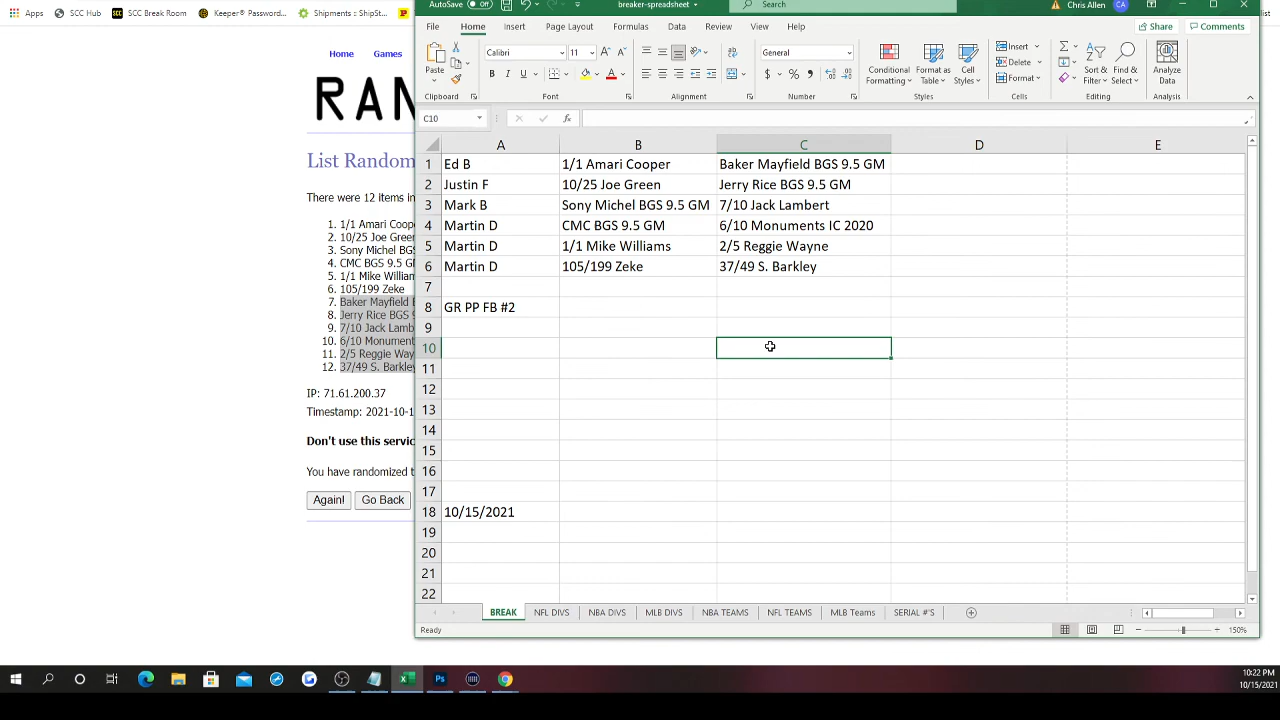 Apps
SCC Hub
SCC Break Room
Keeper® Password...
Shipments :: ShipSt...
Home Games
RAN
List Random
There were 12 items in
1. 1/1 Amari Coope
2. 10/25 Joe Green
3. Sony Michel BGS
4. CMC BGS 9.5 GM
5. 1/1 Mike William
6. 105/199 Zeke
7. Baker Mayfield B
8. Jerry Rice BGS 9
9. 7/10 Jack Lamb
10. 6/10 Monument
11. 2/5 Reggie Way
12. 37/49 S. Barkley
IP: 71.61.200.37
Timestamp: 2021-10-1
Don't use this servic
You have randomized t
Again! Go Back
AutoSave Off breaker-spreadsheet Search Chris Allen
File Home Insert Page Layout Formulas Data Review View Help Share Comments
Paste Calibri 11 General Conditional Formatting Format as Table Cell Styles Insert Delete Format Sort & Filter Find & Select Analyze Data
Clipboard Font Alignment Number Styles Cells Editing Analysis
C10 fx
A B C D E
1 Ed B 1/1 Amari Cooper Baker Mayfield BGS 9.5 GM
2 Justin F 10/25 Joe Green Jerry Rice BGS 9.5 GM
3 Mark B Sony Michel BGS 9.5 GM 7/10 Jack Lambert
4 Martin D CMC BGS 9.5 GM 6/10 Monuments IC 2020
5 Martin D 1/1 Mike Williams 2/5 Reggie Wayne
6 Martin D 105/199 Zeke 37/49 S. Barkley
7
8 GR PP FB #2
9
10
11
12
13
14
15
16
17
18 10/15/2021
19
20
21
22
BREAK NFL DIVS NBA DIVS MLB DIVS NBA TEAMS NFL TEAMS MLB Teams SERIAL #'S
Ready 150%
10:22 PM
10/15/2021